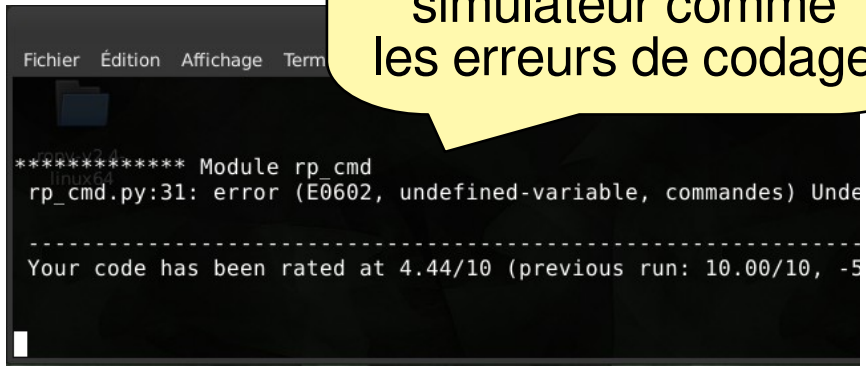 simulateur comme
les erreurs de codage
Fichier Édition Affichage Term
linux64
************* Module rp_cmd
rp_cmd.py:31: error (E0602, undefined-variable, commandes) Unde
Your code has been rated at 4.44/10 (previous run: 10.00/10, -5